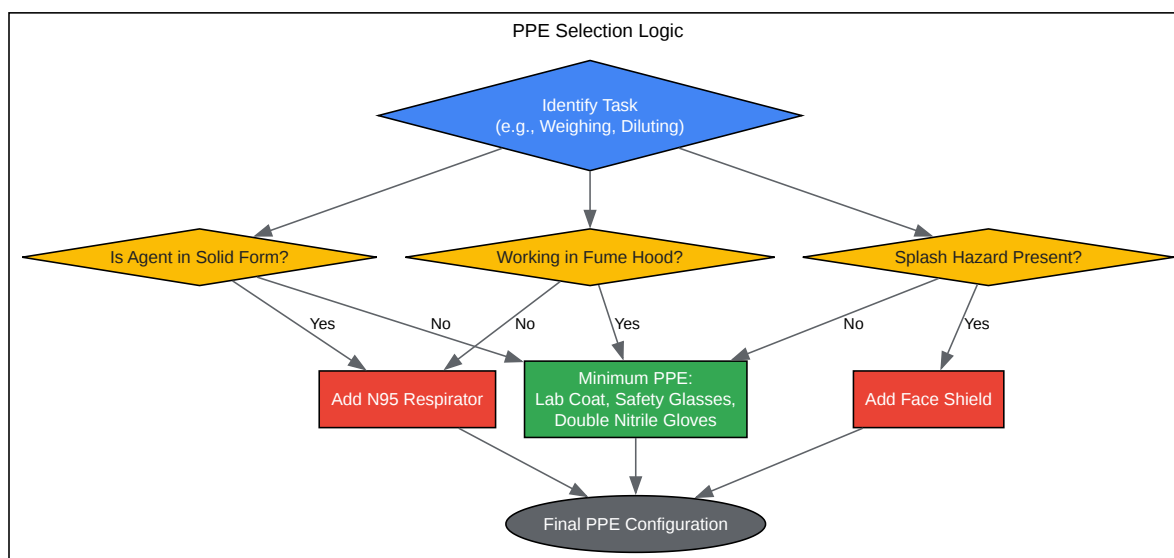 PPE Selection Logic
Identify Task
(e.g., Weighing, Diluting)
Is Agent in Solid Form?
Working in Fume Hood?
Splash Hazard Present?
Yes
No
No
Yes
No
Yes
Add N95 Respirator
Minimum PPE:
Lab Coat, Safety Glasses,
Double Nitrile Gloves
Add Face Shield
Final PPE Configuration